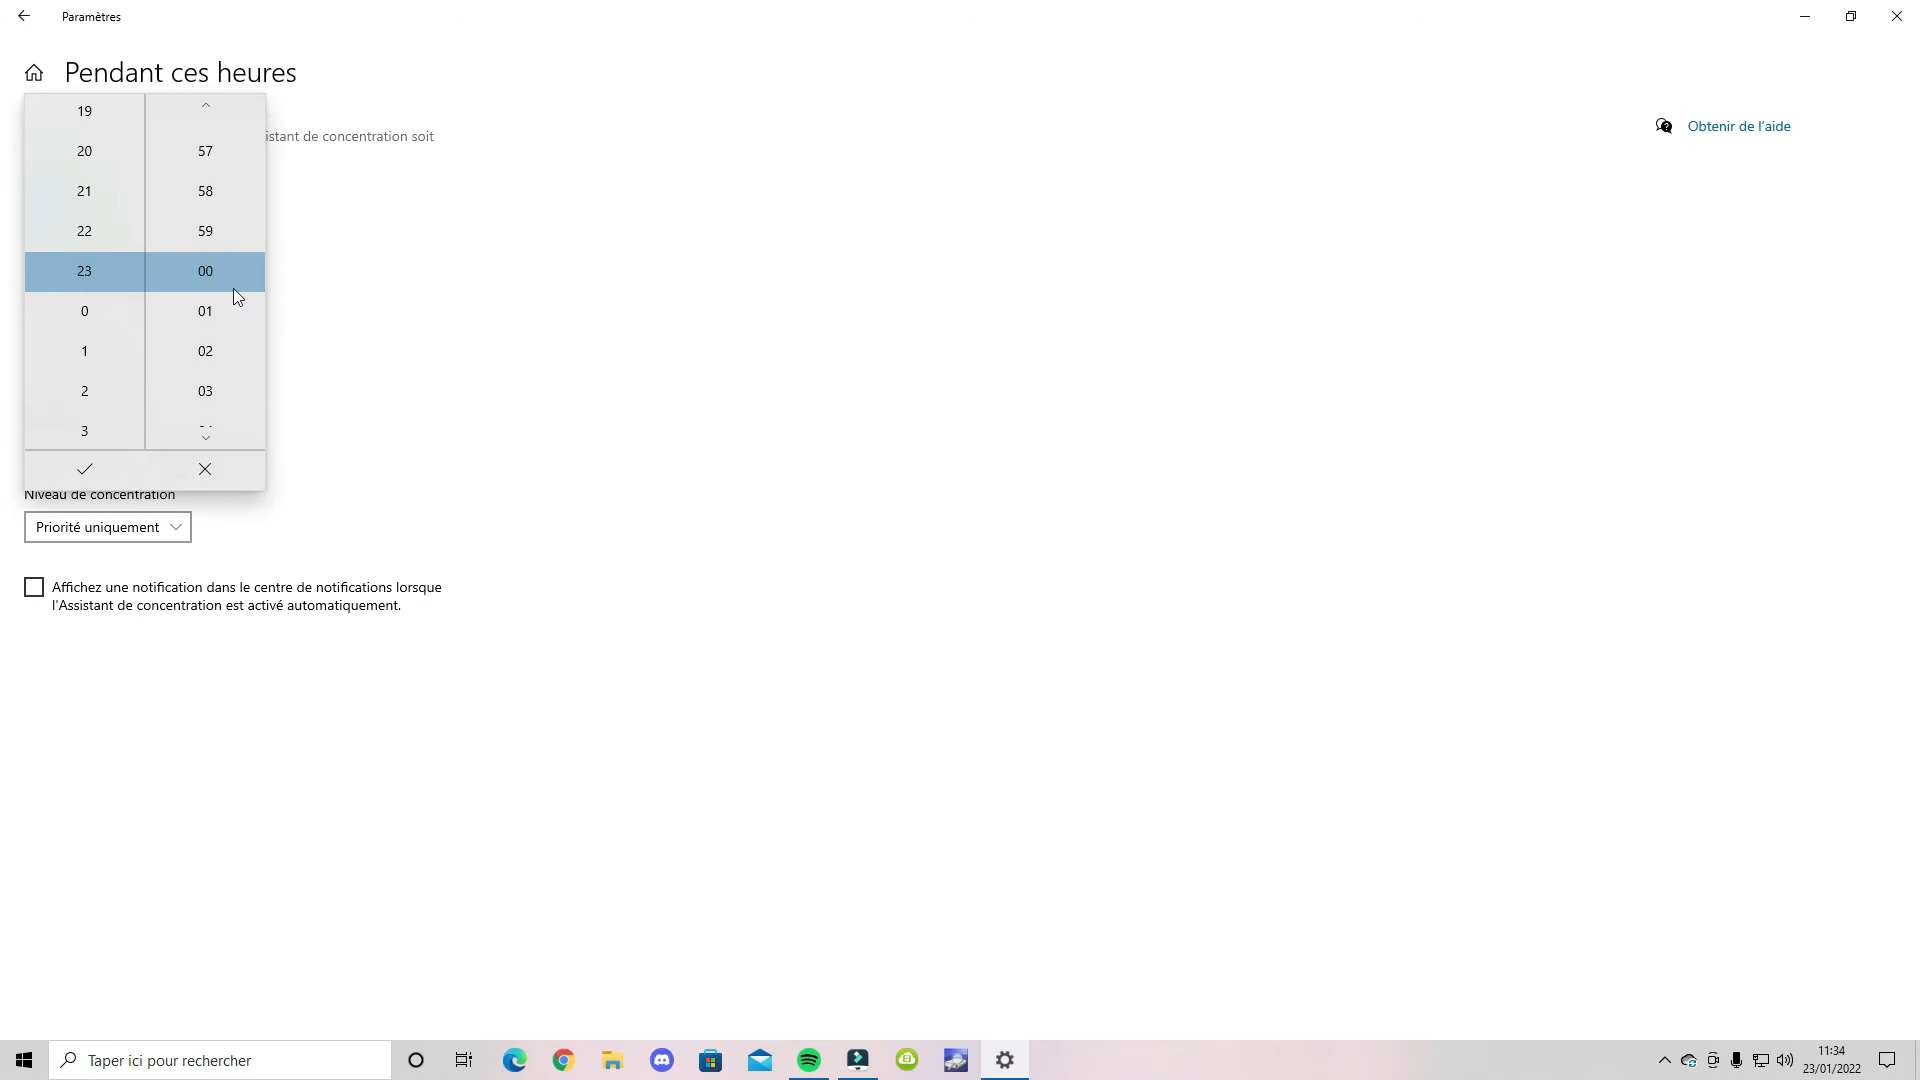 Paramètres
Pendant ces heures
istant de concentration soit
Obtenir de l'aide
19
20
21
22
23
0
1
2
3
57
58
59
00
01
02
03
Niveau de concentration
Priorité uniquement
Affichez une notification dans le centre de notifications lorsque
l'Assistant de concentration est activé automatiquement.
Taper ici pour rechercher
11:34
23/01/2022